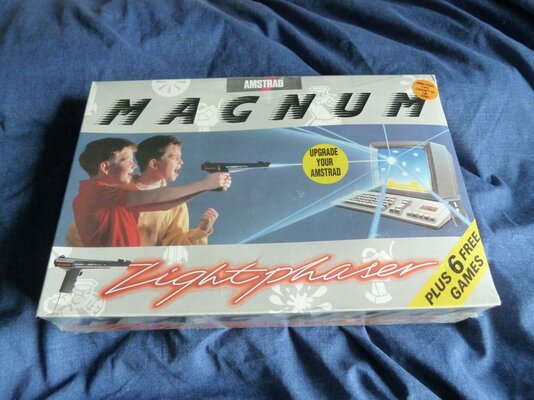 AMSTRAD
MAGNUM
UPGRADE
YOUR
AMSTRAD
Lightphaser
PLUS 6 FREE
GAMES